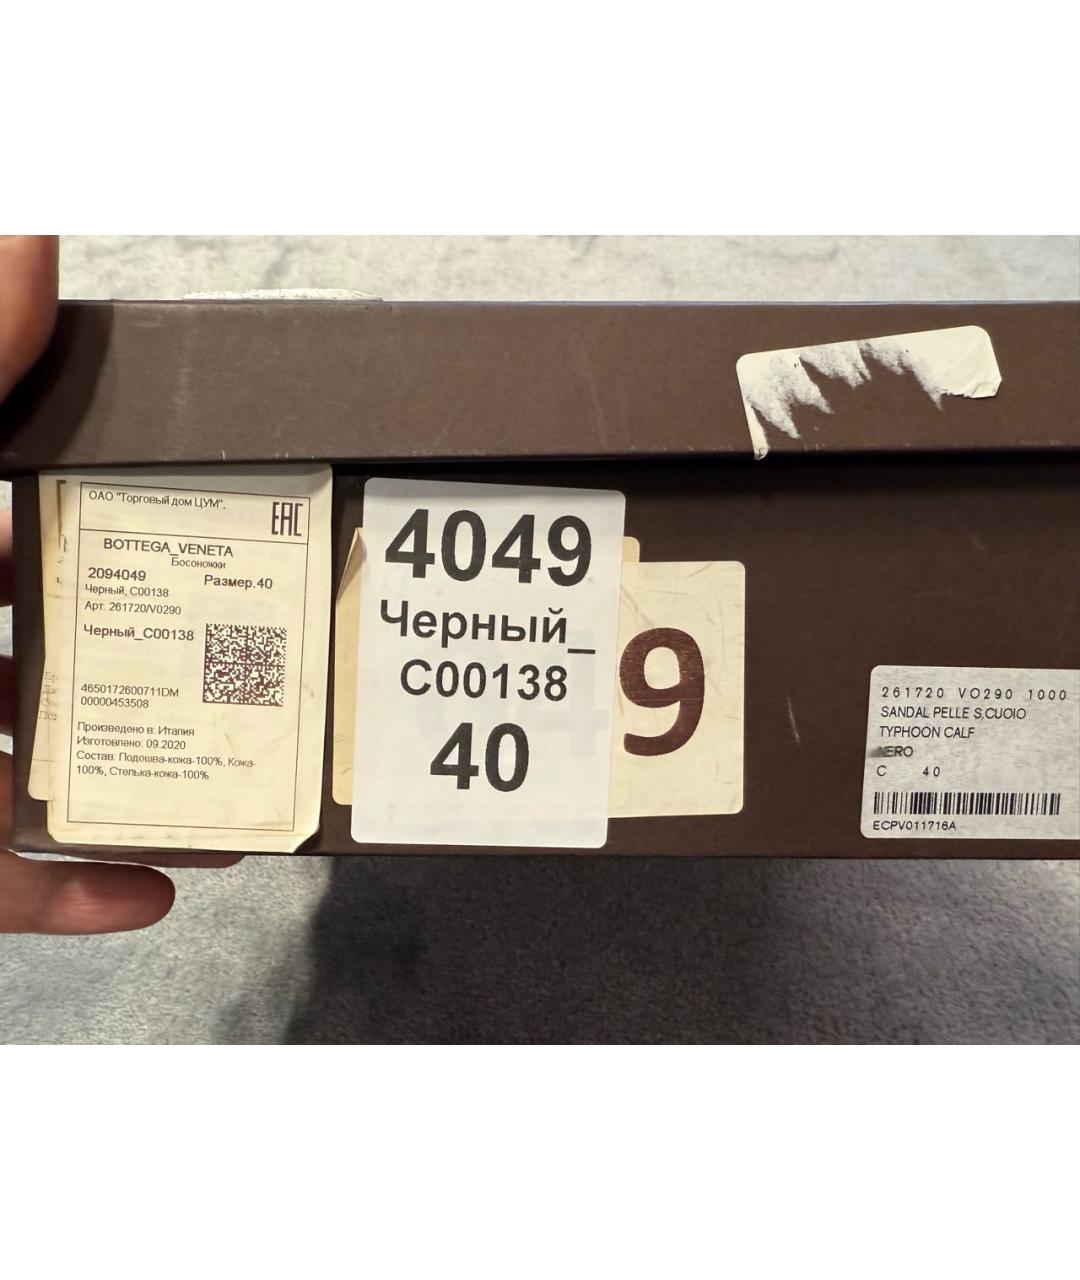 ОАО "Торговый дом ЦУМ",
EAC
BOTTEGA_VENETA
Босоножки
2094049 Размер.40
Черный, C00138
Арт. 261720/V0290
Черный_C00138
4650172600711DM
00000453508
Произведено в: Италия
Изготовлено: 09.2020
Состав: Подошва-кожа-100%, Кожа-
100%, Стелька-кожа-100%
4049
Черный_
C00138
40
9
261720 VO290 1000
SANDAL PELLE S,CUOIO
TYPHOON CALF
NERO
C 40
ECPV011716A